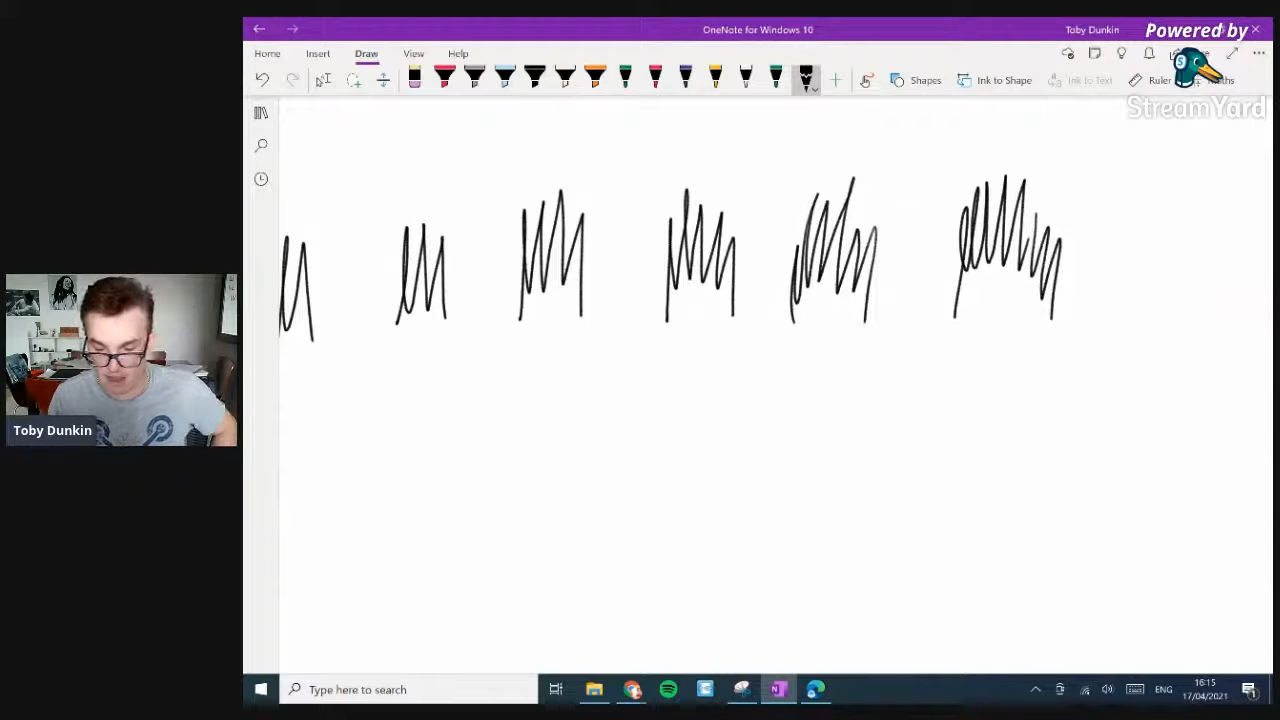 OneNote for Windows 10
Toby Dunkin
Powered by
Home Insert Draw View Help
Shapes Ink to Shape Ink to Text Ruler
StreamYard
Toby Dunkin
Type here to search
ENG
16:15
17/04/2021